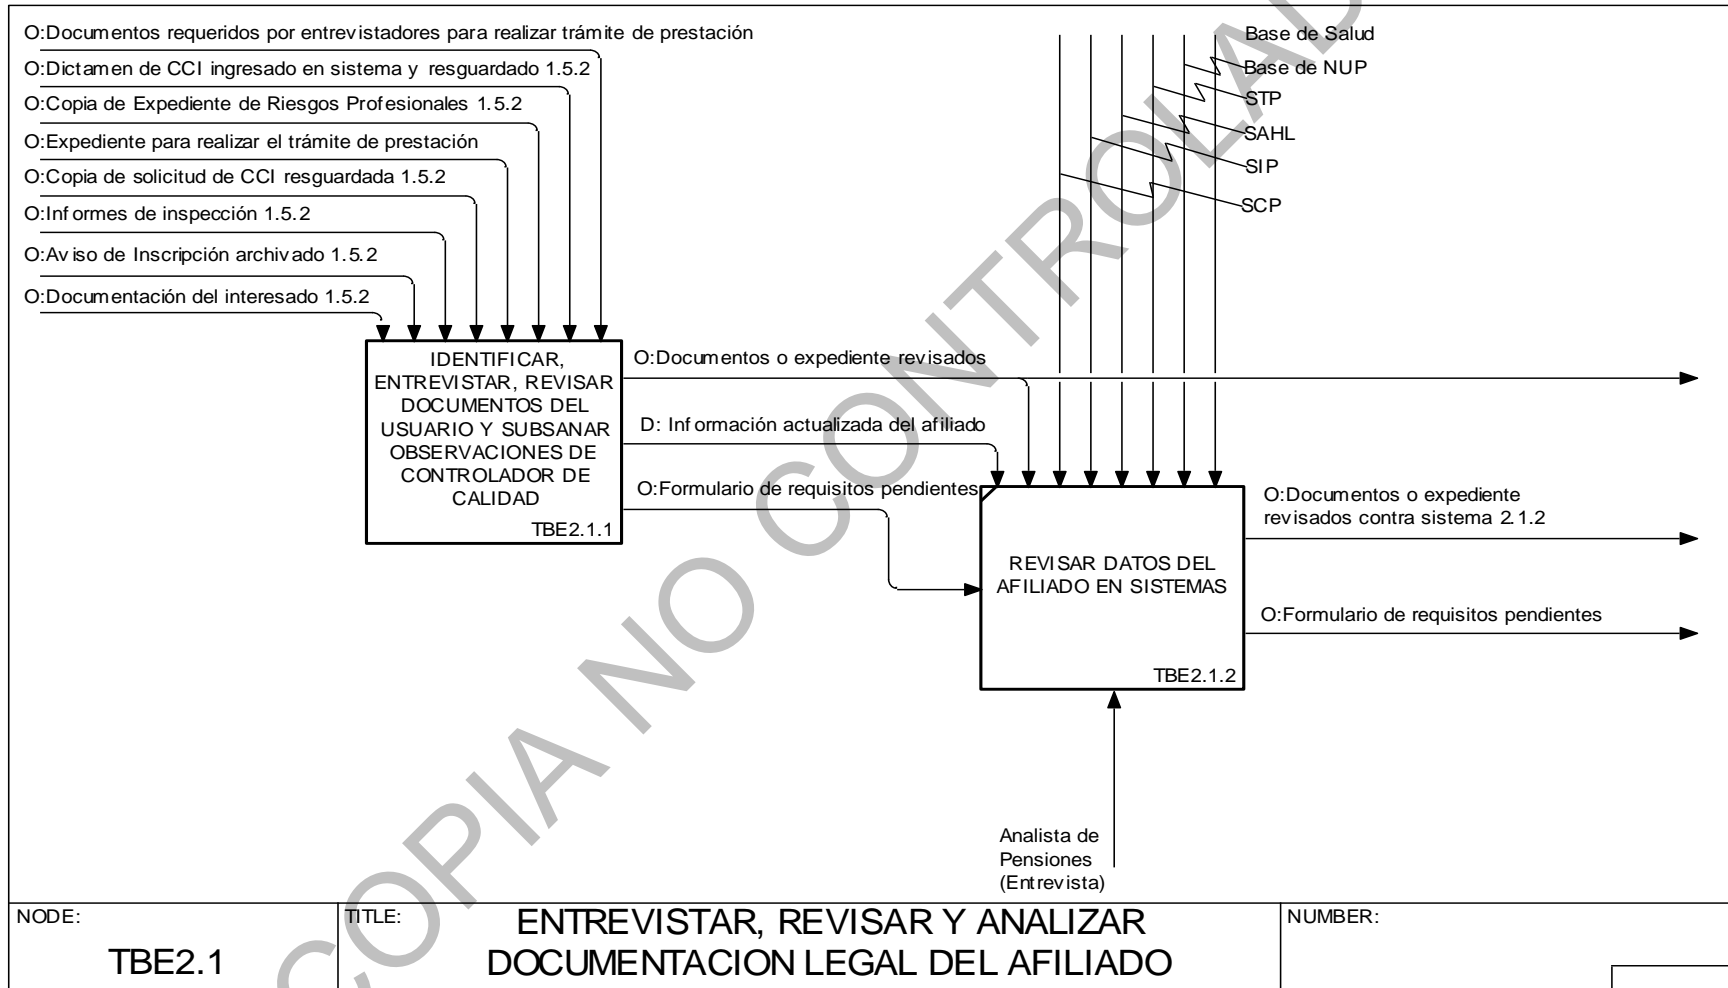 O:Documentos requeridos por entrevistadores para realizar trámite de prestación
O:Dictamen de CCI ingresado en sistema y resguardado 1.5.2
O:Copia de Expediente de Riesgos Profesionales 1.5.2
O:Expediente para realizar el trámite de prestación
O:Copia de solicitud de CCI resguardada 1.5.2
O:Informes de inspección 1.5.2
O:Aviso de Inscripción archivado 1.5.2
O:Documentación del interesado 1.5.2
Base de Salud
Base de NUP
STP
SAHL
SIP
SCP
IDENTIFICAR,
ENTREVISTAR, REVISAR
DOCUMENTOS DEL
USUARIO Y SUBSANAR
OBSERVACIONES DE
CONTROLADOR DE
CALIDAD
TBE2.1.1
O:Documentos o expediente revisados
D: Información actualizada del afiliado
O:Formulario de requisitos pendientes
REVISAR DATOS DEL
AFILIADO EN SISTEMAS
TBE2.1.2
O:Documentos o expediente
revisados contra sistema 2.1.2
O:Formulario de requisitos pendientes
Analista de
Pensiones
(Entrevista)
COPIA NO CONTROLAD
NODE:
TBE2.1
TITLE:
ENTREVISTAR, REVISAR Y ANALIZAR
DOCUMENTACION LEGAL DEL AFILIADO
NUMBER: